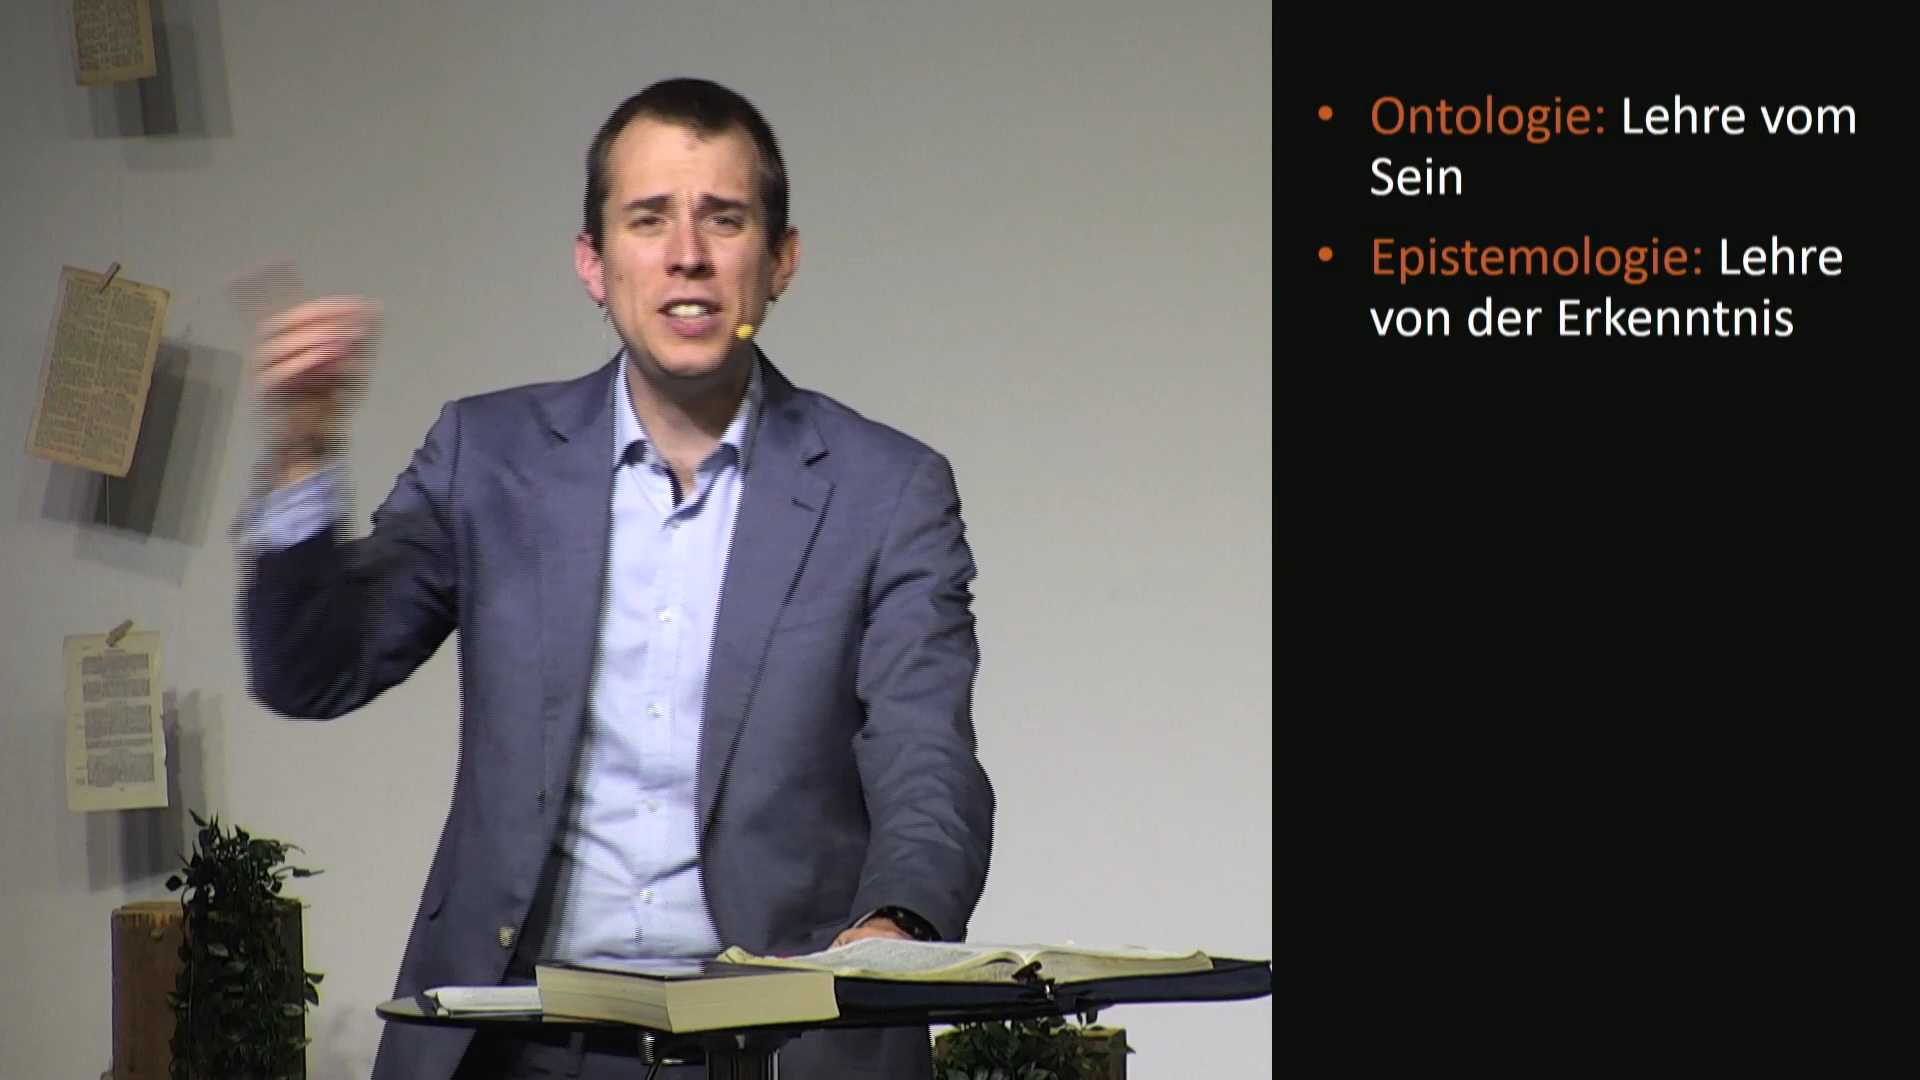 • Ontologie: Lehre vom
Sein
• Epistemologie: Lehre
von der Erkenntnis